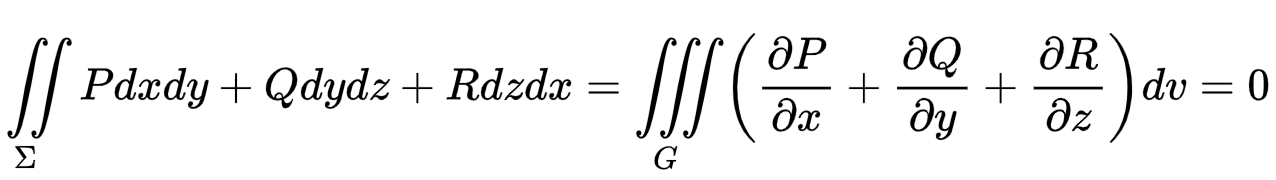 ∬_Σ Pdxdy + Qdydz + Rdzdx = ∭_G (∂P/∂x + ∂Q/∂y + ∂R/∂z) dv = 0